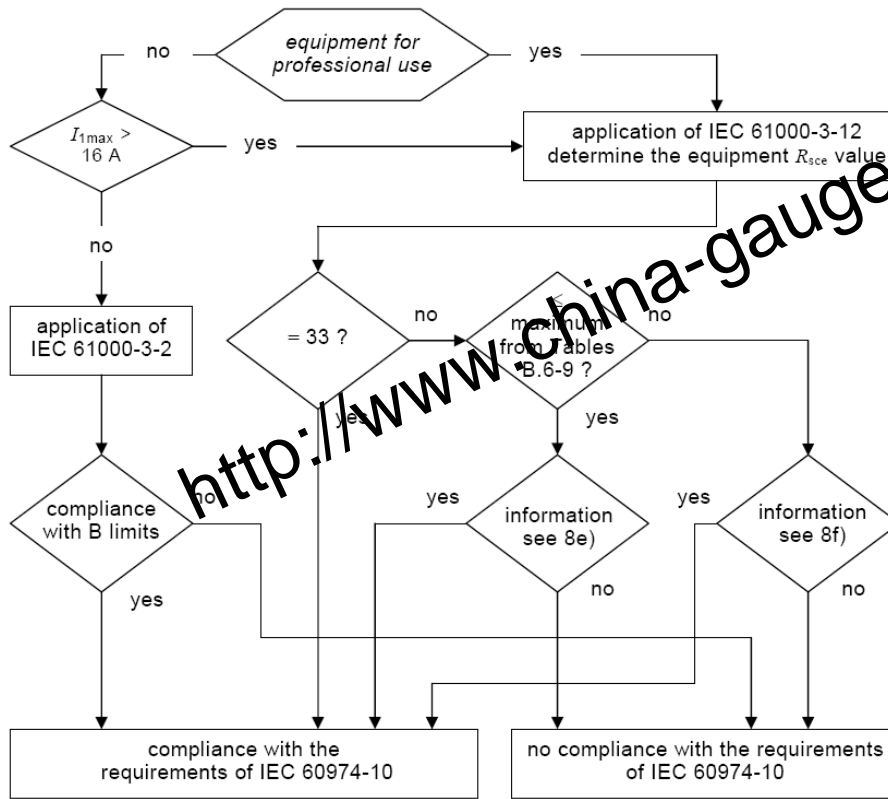 equipment for
professional use
no
yes
I1max >
16 A
yes
application of IEC 61000-3-12
determine the equipment Rsce value
no
application of
IEC 61000-3-2
= 33 ?
no
≤
maximum
from Tables
B.6-9 ?
no
yes
yes
compliance
with B limits
no
yes
information
see 8e)
yes
information
see 8f)
yes
no
no
compliance with the
requirements of IEC 60974-10
no compliance with the requirements
of IEC 60974-10
http://www.china-gauge